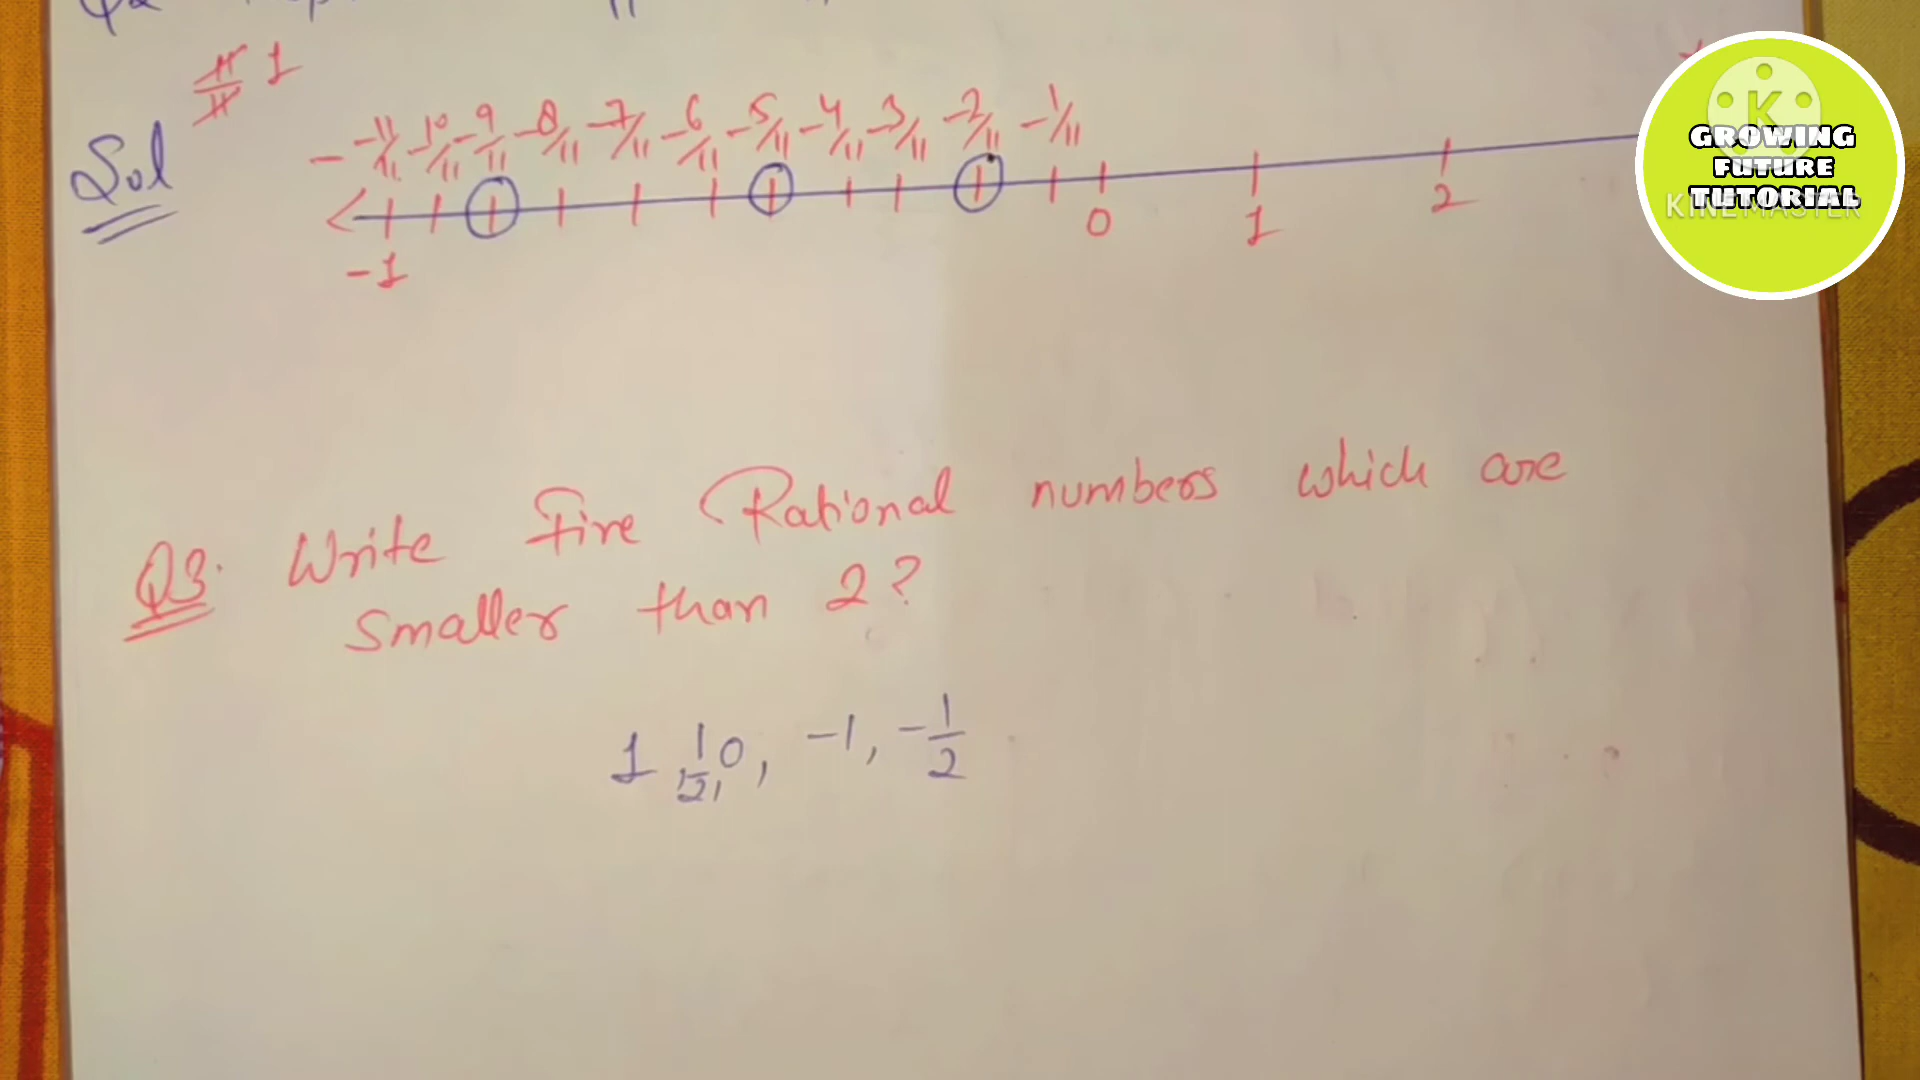 11/11 1
Sol
-11/11 -10/11 -9/11 -8/11 -7/11 -6/11 -5/11 -4/11 -3/11 -2/11 -1/11
-1 0 1 2
Q3. Write Five Rational numbers which are
smaller than 2?
1, 1/2, 0, -1, -1/2
K
GROWING
FUTURE
TUTORIAL
KINEMASTER